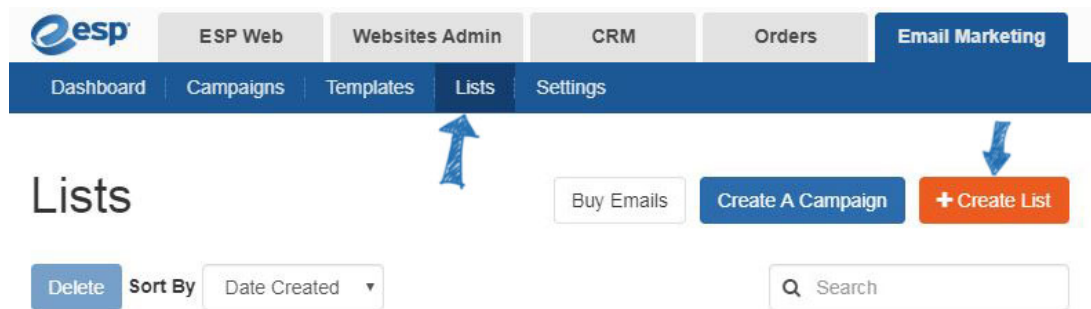 esp ESP Web Websites Admin CRM Orders Email Marketing
Dashboard Campaigns Templates Lists Settings
Lists Buy Emails Create A Campaign + Create List
Delete Sort By Date Created Search